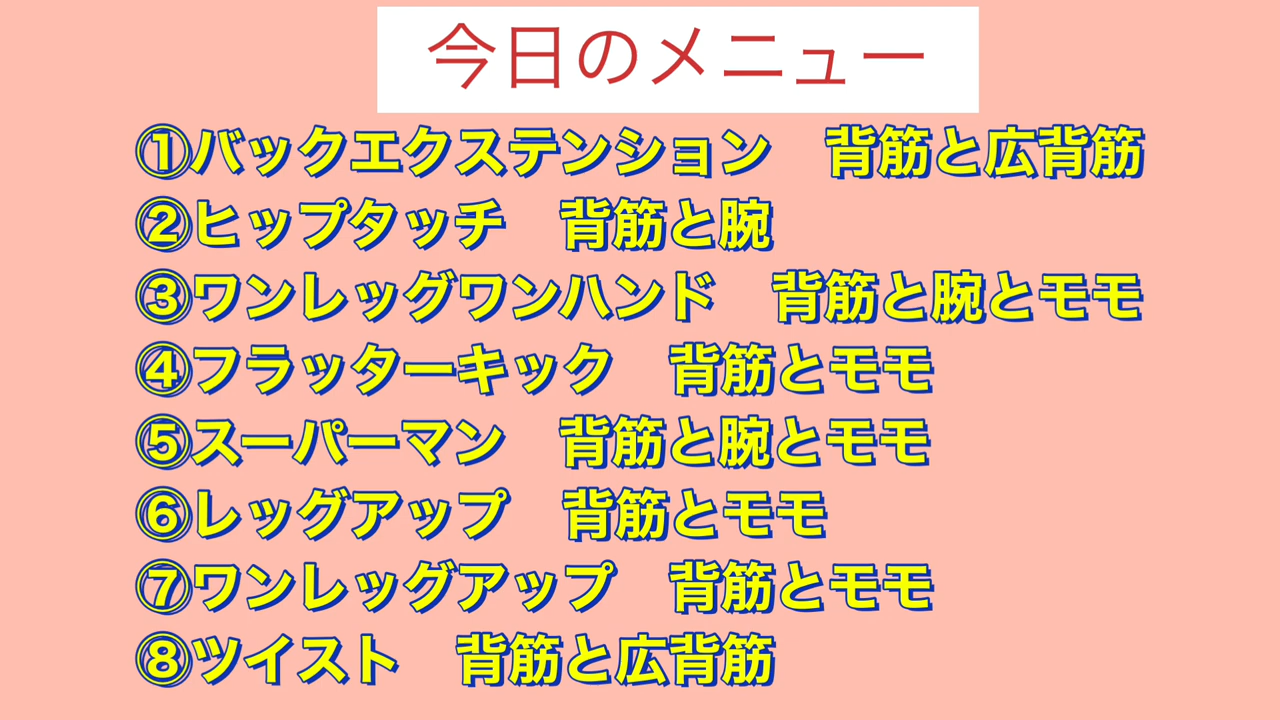 今日のメニュー
①バックエクステンション　背筋と広背筋
②ヒップタッチ　背筋と腕
③ワンレッグワンハンド　背筋と腕とモモ
④フラッターキック　背筋とモモ
⑤スーパーマン　背筋と腕とモモ
⑥レッグアップ　背筋とモモ
⑦ワンレッグアップ　背筋とモモ
⑧ツイスト　背筋と広背筋